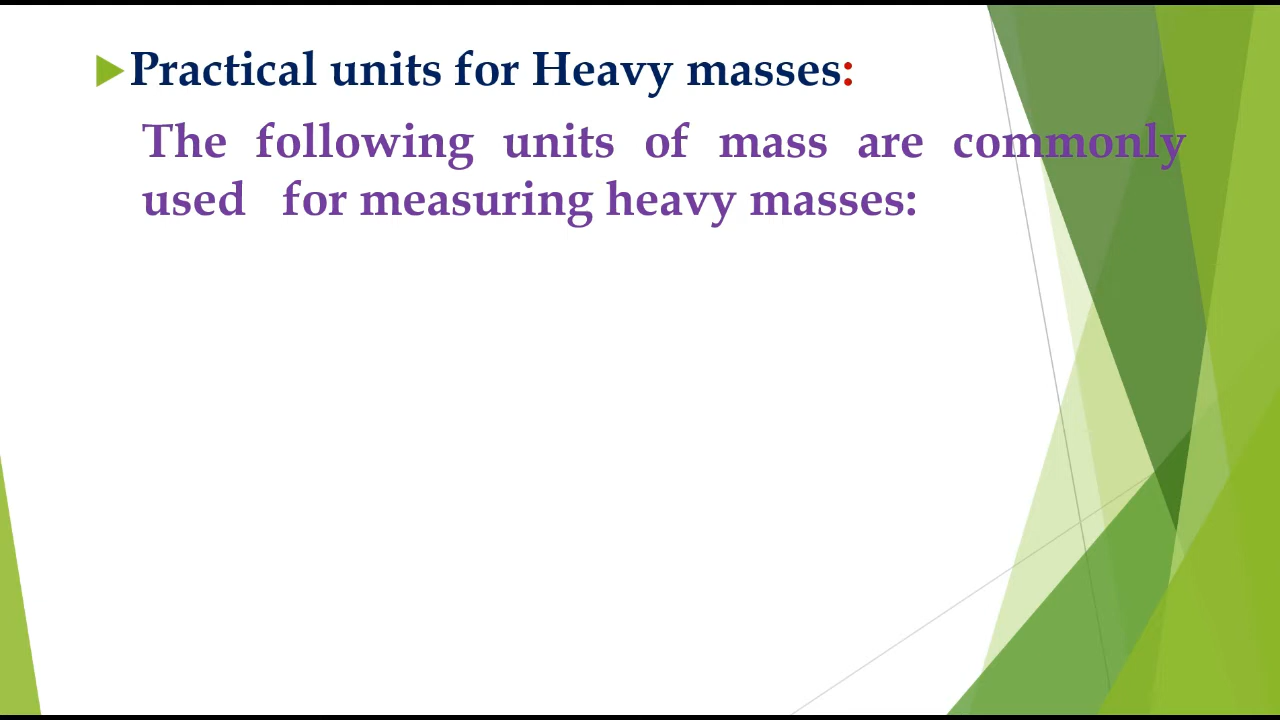 Practical units for Heavy masses:
The following units of mass are commonly
used for measuring heavy masses: